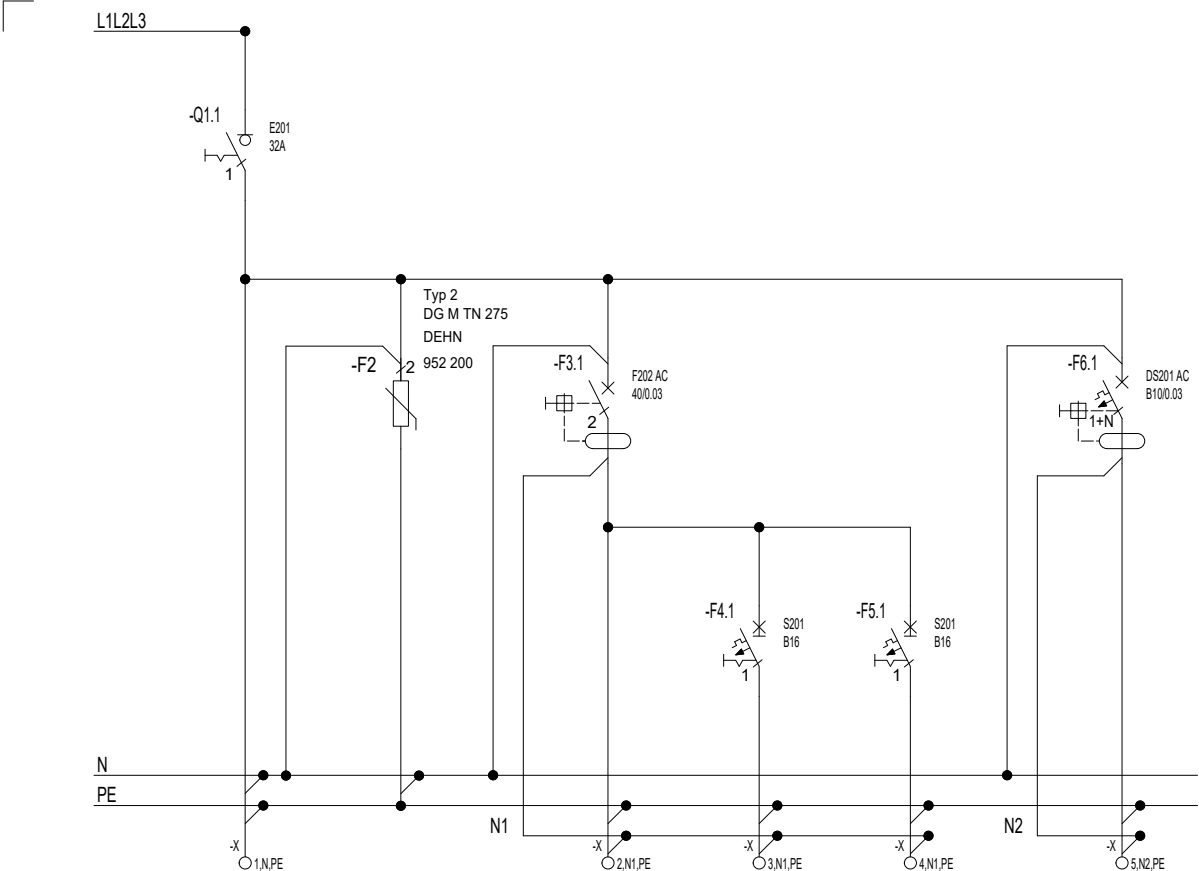 L1L2L3
-Q1.1
E201
32A
1
Typ 2
DG M TN 275
DEHN
952 200
-F2
2
-F3.1
F202 AC
40/0.03
2
-F6.1
DS201 AC
B10/0.03
1+N
-F4.1
S201
B16
1
-F5.1
S201
B16
1
N
PE
N1
N2
-X
1,N,PE
-X
2,N1,PE
-X
3,N1,PE
-X
4,N1,PE
-X
5,N2,PE